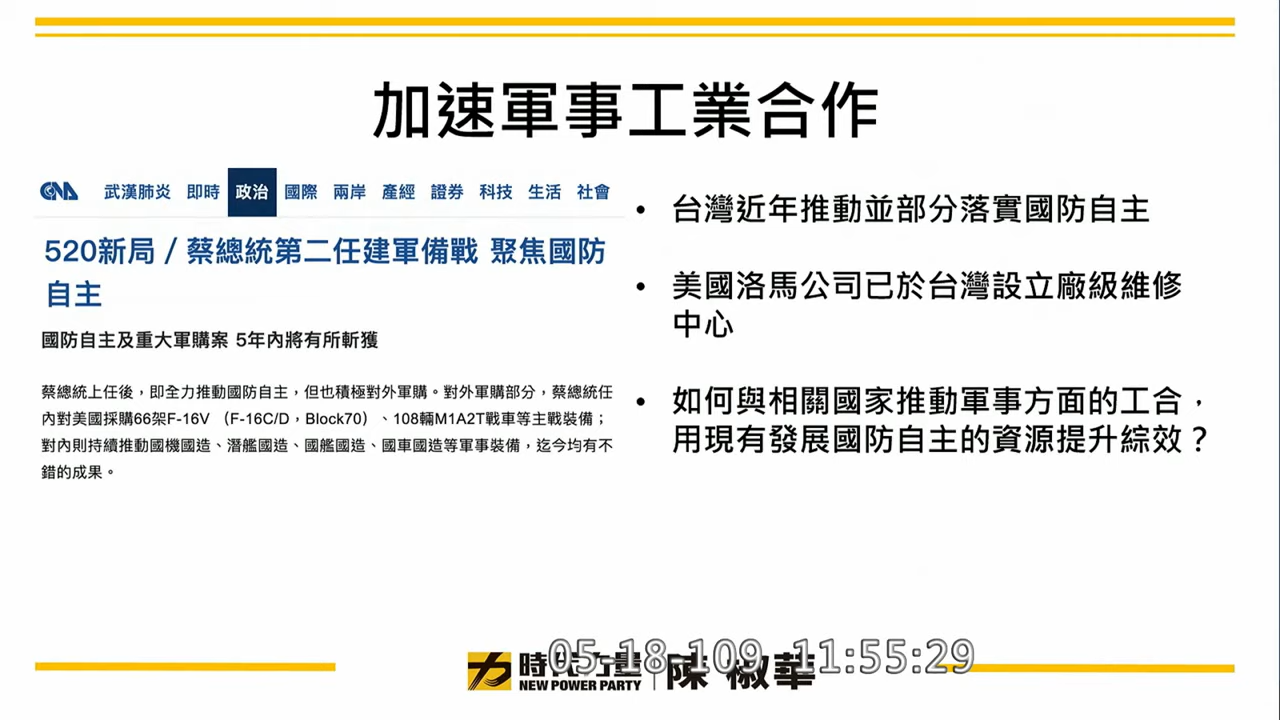 加速軍事工業合作
CNA 武漢肺炎 即時 政治 國際 兩岸 產經 證券 科技 生活 社會
520新局/蔡總統第二任建軍備戰 聚焦國防
自主
國防自主及重大軍購案 5年內將有所斬獲
蔡總統上任後，即全力推動國防自主，但也積極對外軍購。對外軍購部分，蔡總統任
內對美國採購66架F-16V （F-16C/D，Block70）、108輛M1A2T戰車等主戰裝備；
對內則持續推動國機國造、潛艦國造、國艦國造、國車國造等軍事裝備，迄今均有不
錯的成果。
• 台灣近年推動並部分落實國防自主
• 美國洛馬公司已於台灣設立廠級維修
中心
• 如何與相關國家推動軍事方面的工合，
用現有發展國防自主的資源提升綜效？
時代力量 陳椒華
NEW POWER PARTY
05-18-109 11:55:29